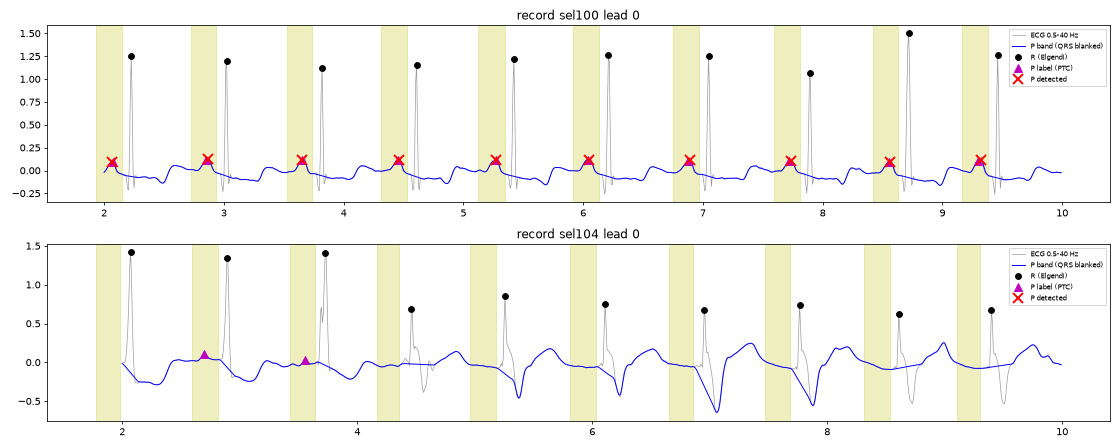 record sel100 lead 0
1.50
1.25
1.00
0.75
0.50
0.25
0.00
−0.25
ECG 0.5-40 Hz
P band (QRS blanked)
R (Elgendi)
P label (PTC)
P detected
2 3 4 5 6 7 8 9 10
record sel104 lead 0
1.5
1.0
0.5
0.0
−0.5
ECG 0.5-40 Hz
P band (QRS blanked)
R (Elgendi)
P label (PTC)
P detected
2 4 6 8 10